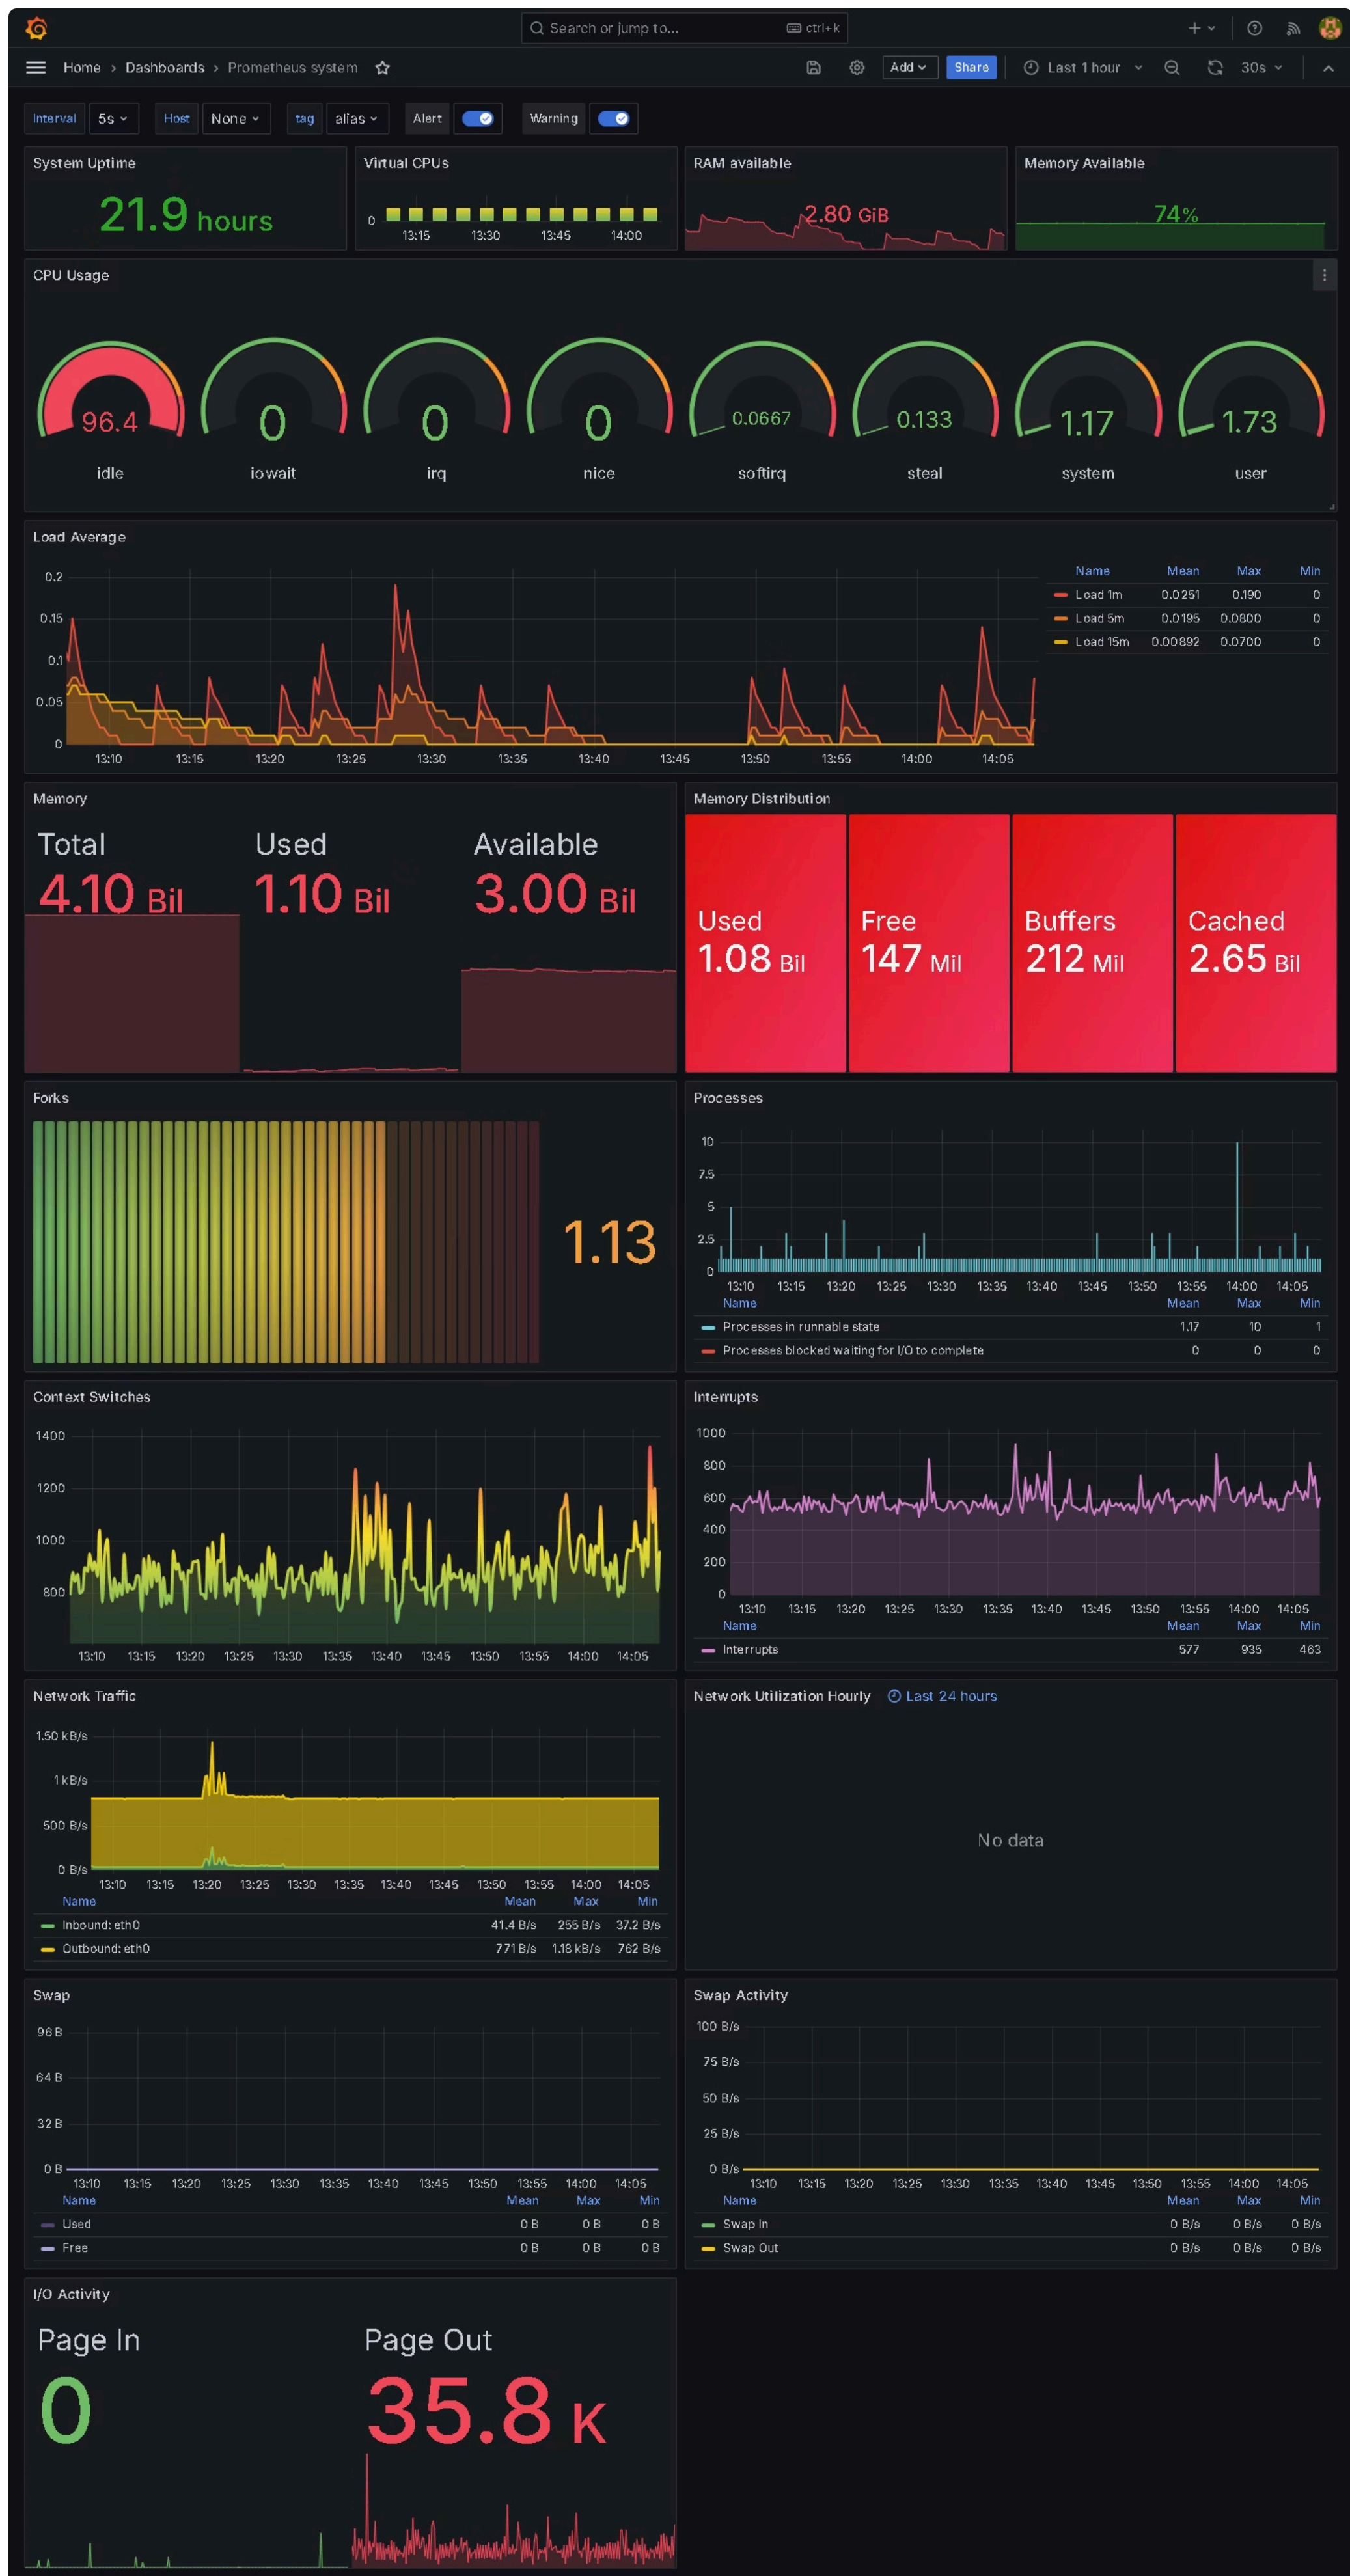 Search or jump to... ctrl+k
Home › Dashboards › Prometheus system
Add Share Last 1 hour 30s
Interval 5s Host None tag alias Alert Warning
System Uptime
21.9 hours
Virtual CPUs
0
13:15 13:30 13:45 14:00
RAM available
2.80 GiB
Memory Available
74%
CPU Usage
96.4 0 0 0 0.0667 0.133 1.17 1.73
idle iowait irq nice softirq steal system user
Load Average
0.2
0.15
0.1
0.05
0
13:10 13:15 13:20 13:25 13:30 13:35 13:40 13:45 13:50 13:55 14:00 14:05
Name Mean Max Min
Load 1m 0.0251 0.190 0
Load 5m 0.0195 0.0800 0
Load 15m 0.00892 0.0700 0
Memory
Total Used Available
4.10 Bil 1.10 Bil 3.00 Bil
Memory Distribution
Used Free Buffers Cached
1.08 Bil 147 Mil 212 Mil 2.65 Bil
Forks
1.13
Processes
10
7.5
5
2.5
0
13:10 13:15 13:20 13:25 13:30 13:35 13:40 13:45 13:50 13:55 14:00 14:05
Name Mean Max Min
Processes in runnable state 1.17 10 1
Processes blocked waiting for I/O to complete 0 0 0
Context Switches
1400
1200
1000
800
13:10 13:15 13:20 13:25 13:30 13:35 13:40 13:45 13:50 13:55 14:00 14:05
Interrupts
1000
800
600
400
200
0
13:10 13:15 13:20 13:25 13:30 13:35 13:40 13:45 13:50 13:55 14:00 14:05
Name Mean Max Min
Interrupts 577 935 463
Network Traffic
1.50 kB/s
1 kB/s
500 B/s
0 B/s
13:10 13:15 13:20 13:25 13:30 13:35 13:40 13:45 13:50 13:55 14:00 14:05
Name Mean Max Min
Inbound: eth0 41.4 B/s 255 B/s 37.2 B/s
Outbound: eth0 771 B/s 1.18 kB/s 762 B/s
Network Utilization Hourly Last 24 hours
No data
Swap
96 B
64 B
32 B
0 B
13:10 13:15 13:20 13:25 13:30 13:35 13:40 13:45 13:50 13:55 14:00 14:05
Name Mean Max Min
Used 0 B 0 B 0 B
Free 0 B 0 B 0 B
Swap Activity
100 B/s
75 B/s
50 B/s
25 B/s
0 B/s
13:10 13:15 13:20 13:25 13:30 13:35 13:40 13:45 13:50 13:55 14:00 14:05
Name Mean Max Min
Swap In 0 B/s 0 B/s 0 B/s
Swap Out 0 B/s 0 B/s 0 B/s
I/O Activity
Page In Page Out
0 35.8 K